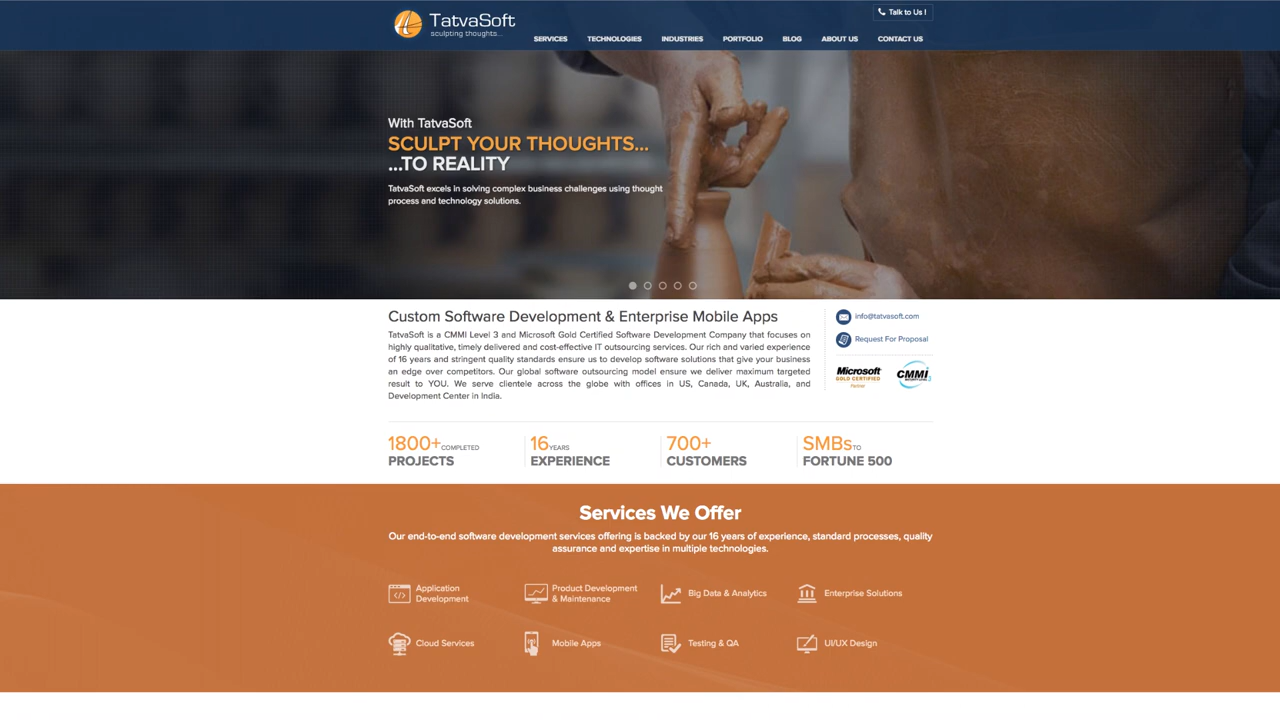 TatvaSoft
sculpting thoughts...
Talk to Us !
SERVICES TECHNOLOGIES INDUSTRIES PORTFOLIO BLOG ABOUT US CONTACT US
With TatvaSoft
SCULPT YOUR THOUGHTS...
...TO REALITY
TatvaSoft excels in solving complex business challenges using thought
process and technology solutions.
Custom Software Development & Enterprise Mobile Apps
TatvaSoft is a CMMI Level 3 and Microsoft Gold Certified Software Development Company that focuses on
highly qualitative, timely delivered and cost-effective IT outsourcing services. Our rich and varied experience
of 16 years and stringent quality standards ensure us to develop software solutions that give your business
an edge over competitors. Our global software outsourcing model ensure we deliver maximum targeted
result to YOU. We serve clientele across the globe with offices in US, Canada, UK, Australia, and
Development Center in India.
info@tatvasoft.com
Request For Proposal
Microsoft
GOLD CERTIFIED
Partner
CMMI
1800+ COMPLETED
PROJECTS
16 YEARS
EXPERIENCE
700+
CUSTOMERS
SMBs TO
FORTUNE 500
Services We Offer
Our end-to-end software development services offering is backed by our 16 years of experience, standard processes, quality
assurance and expertise in multiple technologies.
Application
Development
Product Development
& Maintenance
Big Data & Analytics
Enterprise Solutions
Cloud Services
Mobile Apps
Testing & QA
UI/UX Design